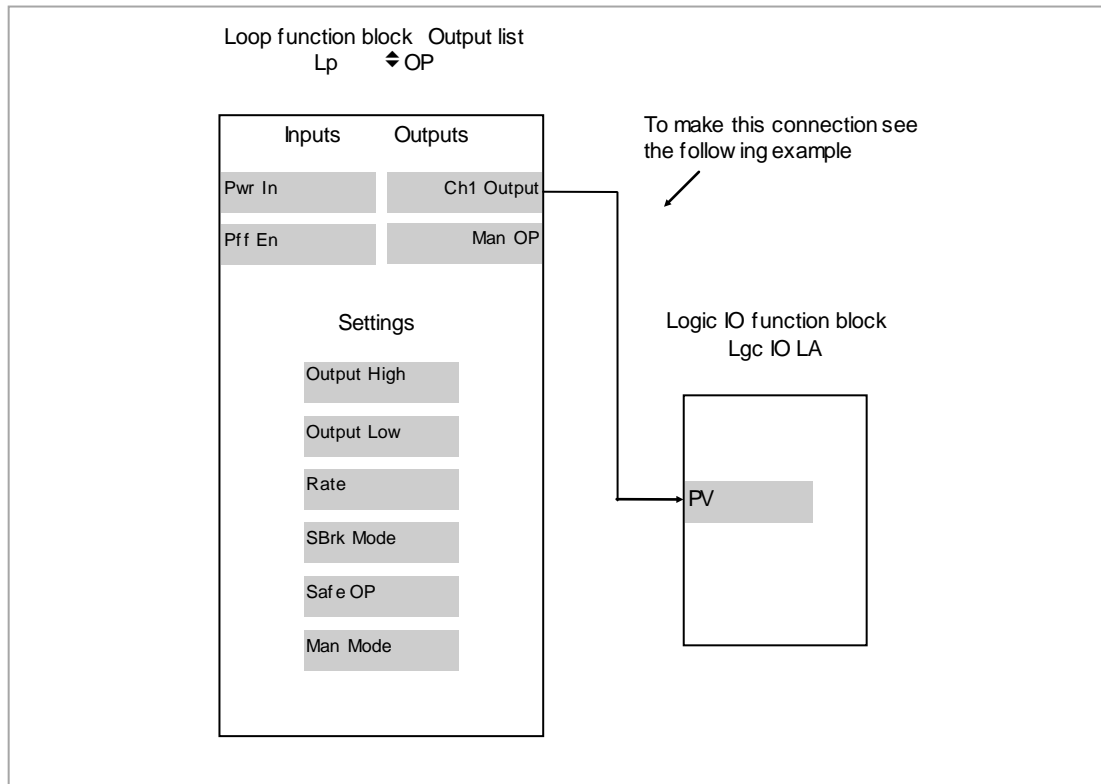 Loop function block Output list
Lp OP
Inputs Outputs
Pwr In
Ch1 Output
Pff En
Man OP
Settings
Output High
Output Low
Rate
SBrk Mode
Safe OP
Man Mode
To make this connection see
the following example
Logic IO function block
Lgc IO LA
PV